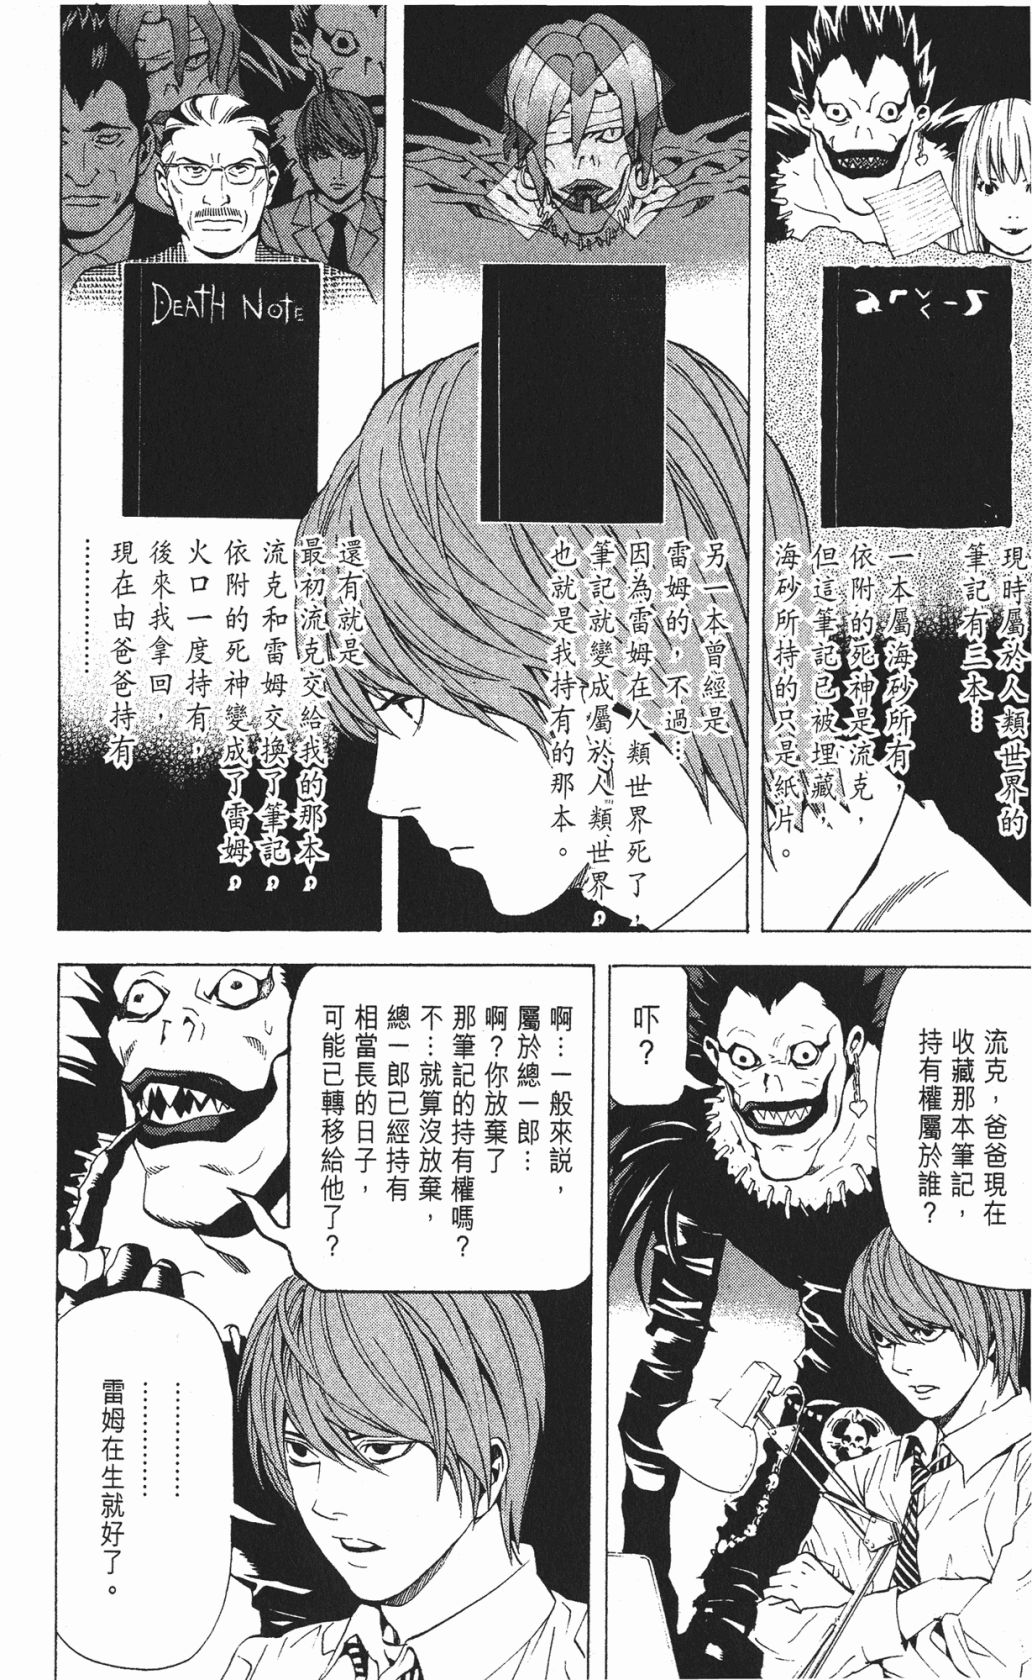 現時屬於人類世界的
筆記有三本…
一本屬海砂所有，
依附的死神是流克，
但這筆記已被埋藏，
海砂所持的只是紙片。
另一本曾經是
雷姆的，不過…
因為雷姆在人類世界死了，
筆記就變成屬於人類世界，
也就是我持有的那本。
DEATH NOTE
還有就是
最初流克交給我的那本，
流克和雷姆交換了筆記，
依附的死神變成了雷姆，
火口一度持有，
後來我拿回，
現在由爸爸持有
……………
流克，爸爸現在
收藏那本筆記，
持有權屬於誰？
吓？
啊…一般來説，
屬於總一郎…
啊？你放棄了
那筆記的持有權嗎？
不…就算沒放棄，
總一郎已經持有
相當長的日子，
可能已轉移給他了？
…………
…………
雷姆在生就好了。